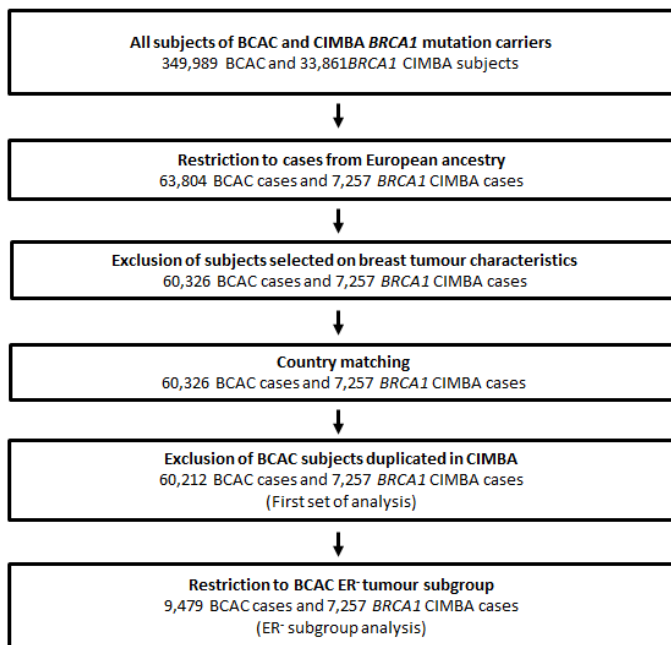 All subjects of BCAC and CIMBA BRCA1 mutation carriers
349,989 BCAC and 33,861BRCA1 CIMBA subjects
Restriction to cases from European ancestry
63,804 BCAC cases and 7,257 BRCA1 CIMBA cases
Exclusion of subjects selected on breast tumour characteristics
60,326 BCAC cases and 7,257 BRCA1 CIMBA cases
Country matching
60,326 BCAC cases and 7,257 BRCA1 CIMBA cases
Exclusion of BCAC subjects duplicated in CIMBA
60,212 BCAC cases and 7,257 BRCA1 CIMBA cases
(First set of analysis)
Restriction to BCAC ER⁻ tumour subgroup
9,479 BCAC cases and 7,257 BRCA1 CIMBA cases
(ER⁻ subgroup analysis)